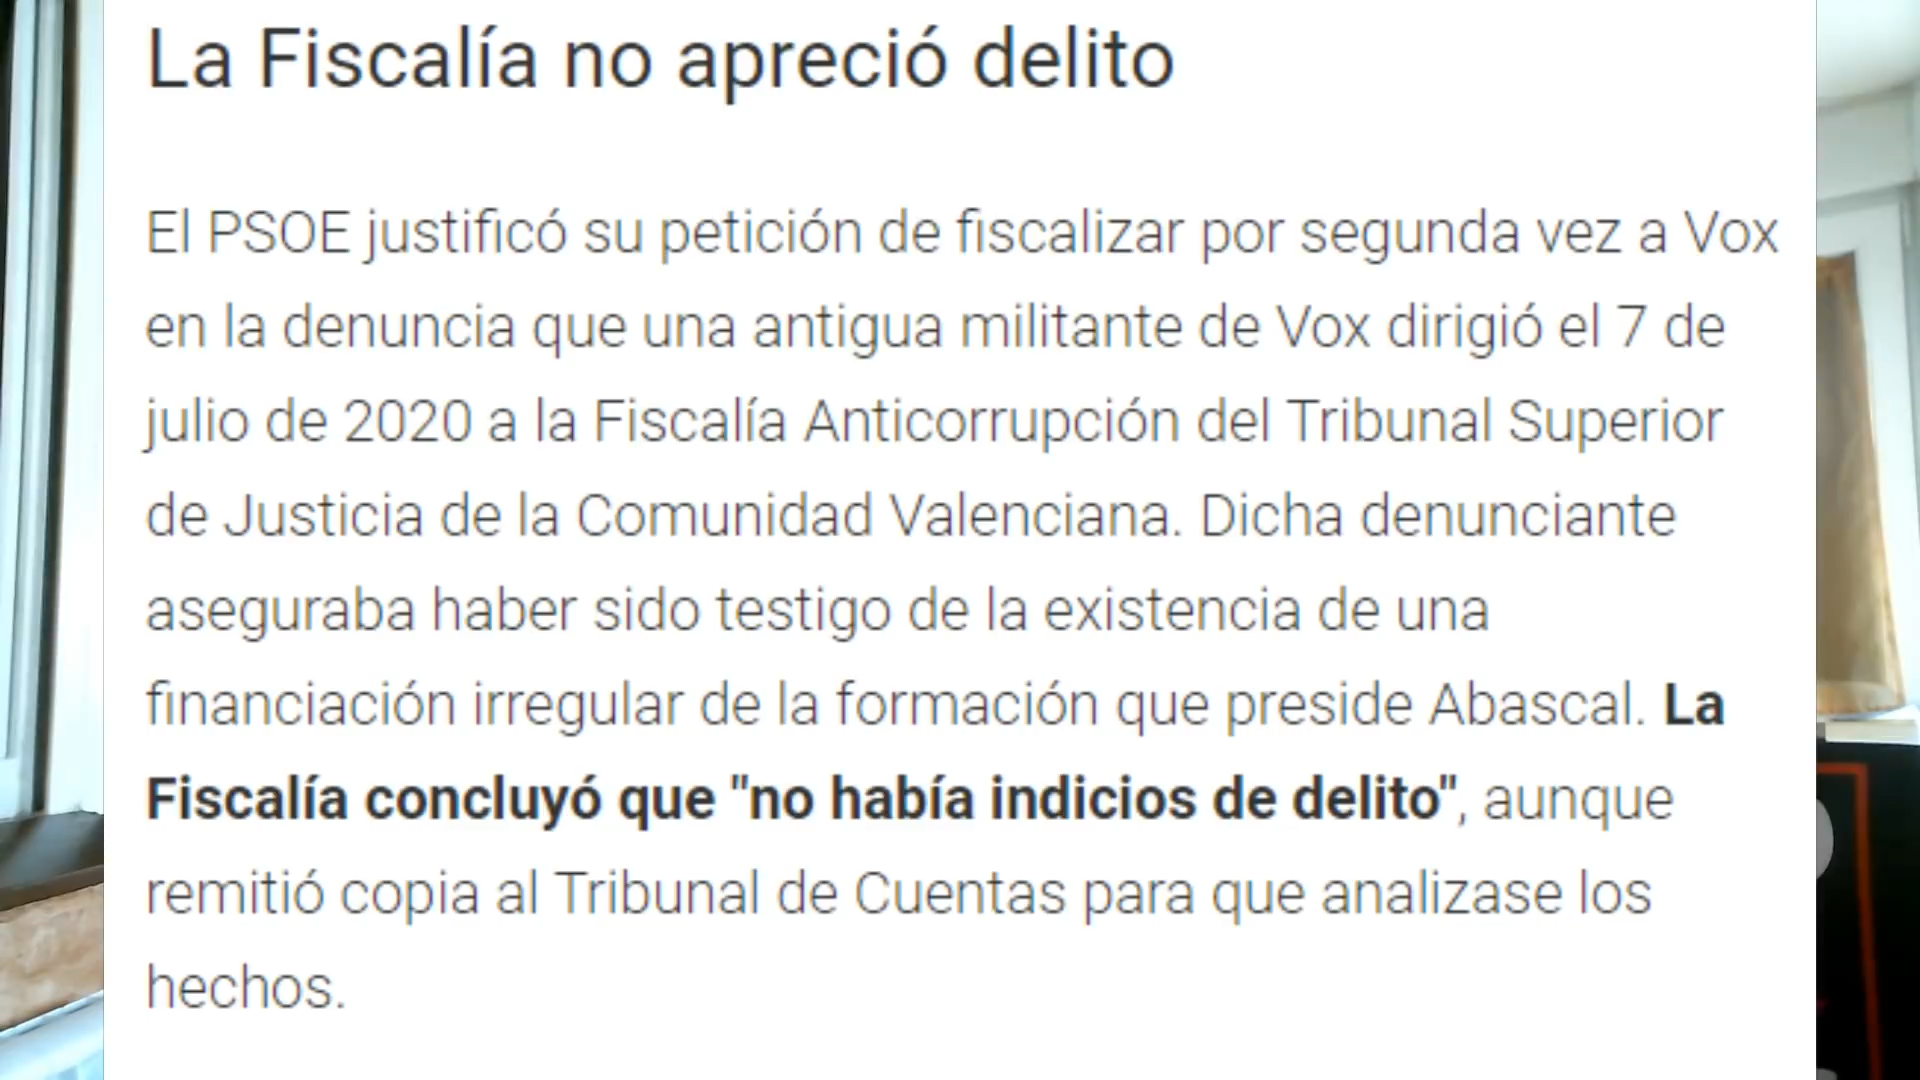 La Fiscalía no apreció delito
El PSOE justificó su petición de fiscalizar por segunda vez a Vox
en la denuncia que una antigua militante de Vox dirigió el 7 de
julio de 2020 a la Fiscalía Anticorrupción del Tribunal Superior
de Justicia de la Comunidad Valenciana. Dicha denunciante
aseguraba haber sido testigo de la existencia de una
financiación irregular de la formación que preside Abascal. La
Fiscalía concluyó que "no había indicios de delito", aunque
remitió copia al Tribunal de Cuentas para que analizase los
hechos.